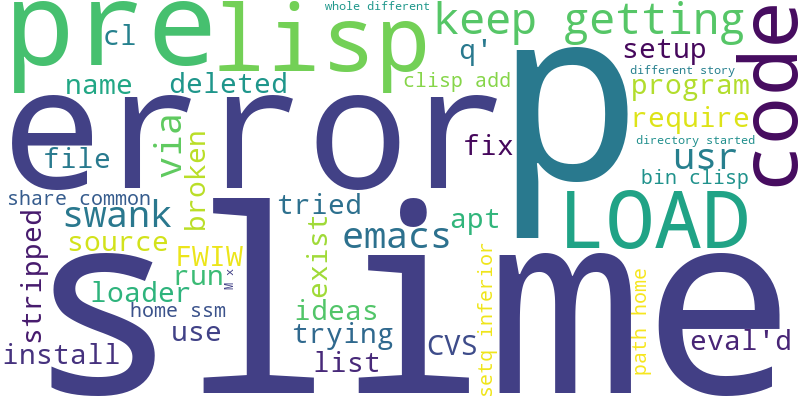 whole different
pre
cl
lisp
keep getting
code
q'
setup
name
deleted
clisp add
different story
program
error
p
via
require
fix
directory started
file
broken
usr
bin clisp
share common
swank
tried
emacs
apt
LOAD
stripped
source
FWIW
exist
slime
run
M x
loader
home ssm
ideas
setq inferior
path home
use
trying
CVS
eval'd
install
list